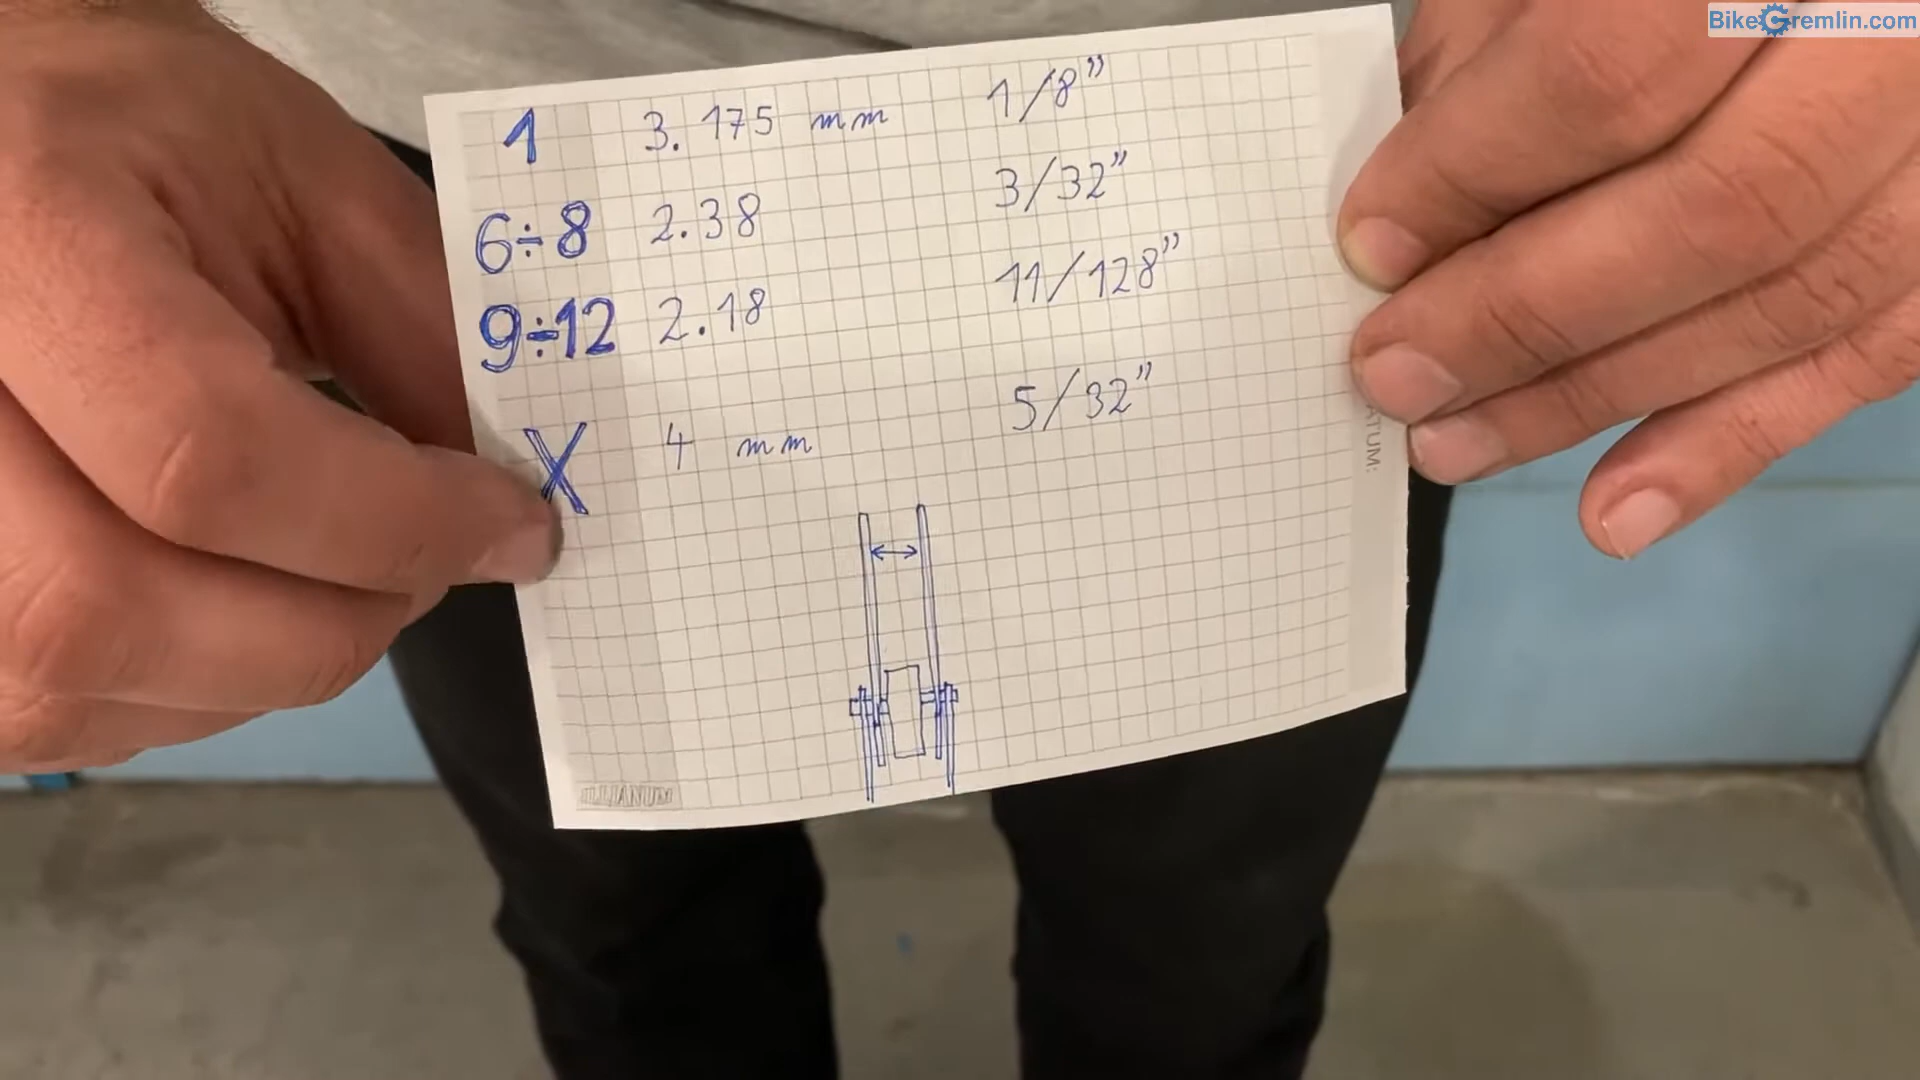 BikeGremlin.com
1 3.175 mm 1/8”
6÷8 2.38 3/32”
9÷12 2.18 11/128”
X 4 mm 5/32”
ATUM: